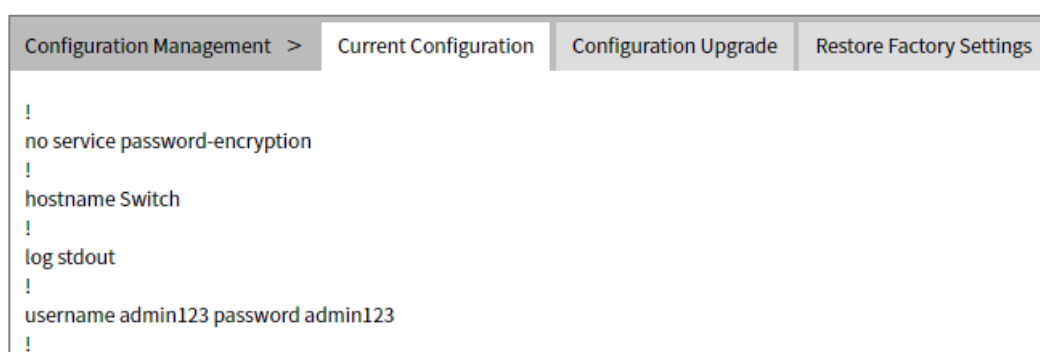 Configuration Management > Current Configuration Configuration Upgrade Restore Factory Settings
!
no service password-encryption
!
hostname Switch
!
log stdout
!
username admin123 password admin123
!